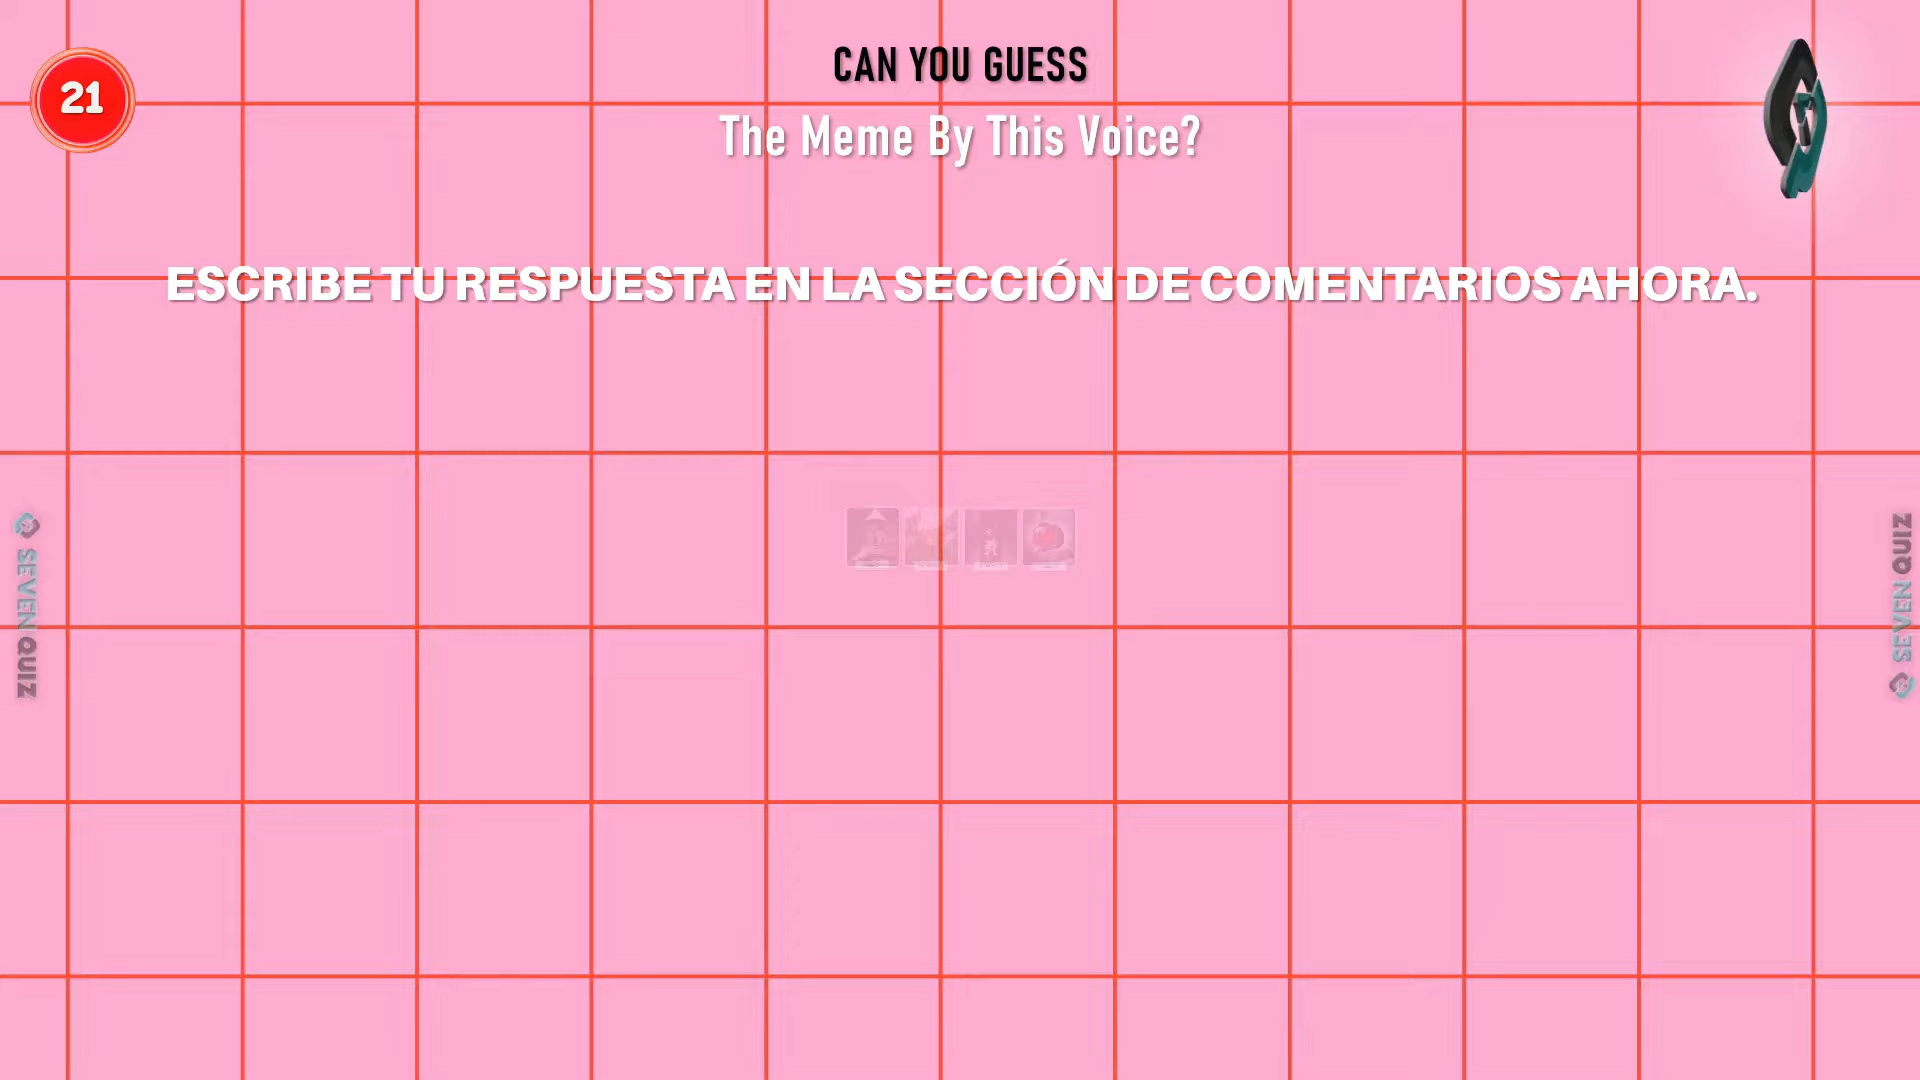 21
CAN YOU GUESS
The Meme By This Voice?
ESCRIBE TU RESPUESTA EN LA SECCIÓN DE COMENTARIOS AHORA.
SEVEN QUIZ
SEVEN QUIZ